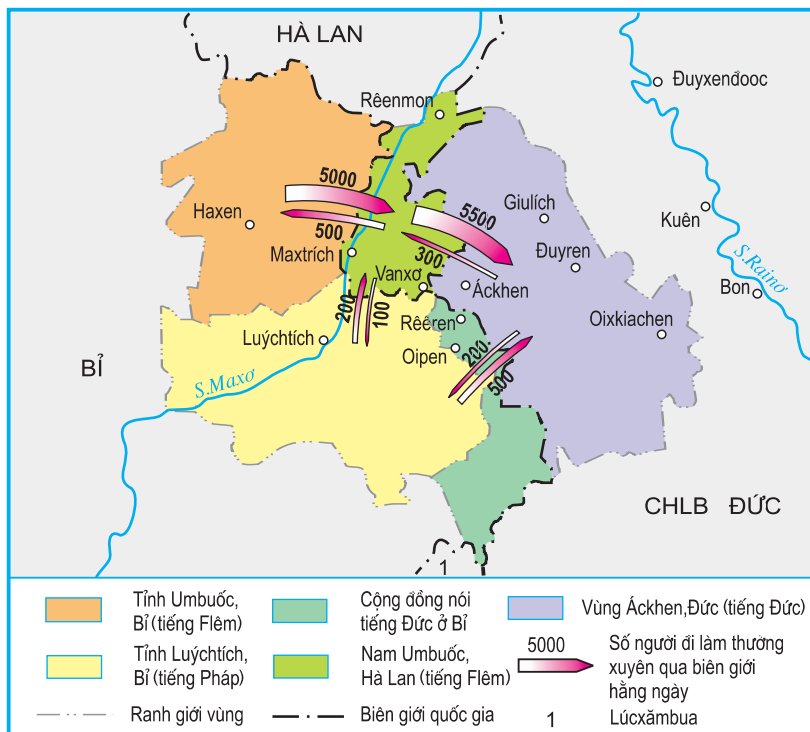 HÀ LAN
Rêenmon
Đuyxenđooc
5000
Haxen
500
5500
Giulích
Kuên
Maxtrích
300
Đuyren
S.Rainơ
Vanxơ
Áckhen
Bon
200
100
Rêêren
Oixkiachen
Luýchtích
Oipen
200
500
BỈ
S.Maxơ
CHLB ĐỨC
1
Tỉnh Umbuốc,
Bỉ (tiếng Flêm)
Cộng đồng nói
tiếng Đức ở Bỉ
Vùng Áckhen,Đức (tiếng Đức)
Tỉnh Luýchtích,
Bỉ (tiếng Pháp)
Nam Umbuốc,
Hà Lan (tiếng Flêm)
5000
Số người đi làm thường
xuyên qua biên giới
hằng ngày
Ranh giới vùng
Biên giới quốc gia
1 Lúcxămbua